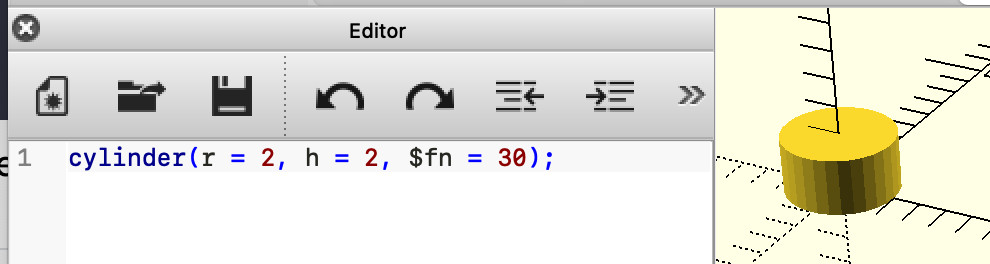 Editor
1 cylinder(r = 2, h = 2, $fn = 30);